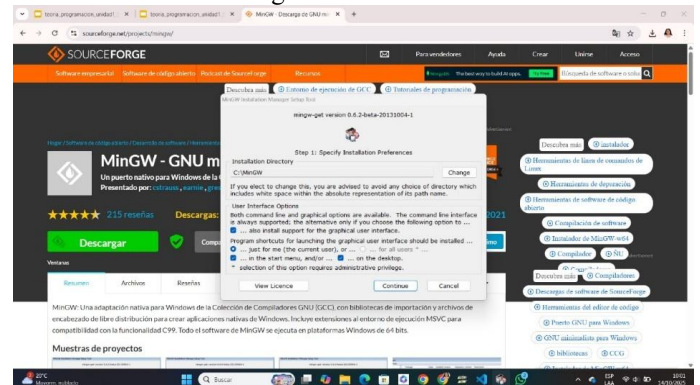 teoria_programacion_unidad1
teoria_programacion_unidad1
MinGW - Descarga de GNU min
sourceforge.net/projects/mingw/
SOURCEFORGE
Para vendedores Ayuda Crear Unirse Acceso
Software empresarial Software de código abierto Podcast de SourceForge Recursos
Búsqueda de software o solu
Descubra más Entorno de ejecución de GCC Tutoriales de programación
MinGW Installation Manager Setup Tool
mingw-get version 0.6.2-beta-20131004-1
Step 1: Specify Installation Preferences
Installation Directory
C:\MinGW Change
If you elect to change this, you are advised to avoid any choice of directory which
includes white space within the absolute representation of its path name.
User Interface Options
Both command line and graphical options are available. The command line interface
is always supported; the alternative only if you choose the following option to ...
... also install support for the graphical user interface.
Program shortcuts for launching the graphical user interface should be installed ...
... just for me (the current user), or ... for all users *
... in the start menu, and/or ... on the desktop.
* selection of this option requires administrative privilege.
View Licence Continue Cancel
MinGW - GNU m
Un puerto nativo para Windows de la
Presentado por: cstrauss, earnie,
215 reseñas Descargas: 2021
Descargar
Ventanas
Resumen Archivos Reseñas
MinGW: Una adaptación nativa para Windows de la Colección de Compiladores GNU (GCC), con bibliotecas de importación y archivos de
encabezado de libre distribución para crear aplicaciones nativas de Windows. Incluye extensiones al entorno de ejecución MSVC para
compatibilidad con la funcionalidad C99. Todo el software de MinGW se ejecuta en plataformas Windows de 64 bits.
Muestras de proyectos
Descubra más instalador
Herramientas de línea de comandos de
Linux
Herramientas de depuración
Herramientas de software de código
abierto
Compilación de software
Instalador de MinGW-w64
Compilador ÑU
Descubra más Compiladores
Descargas de software de SourceForge
Herramientas del editor de código
Puerto GNU para Windows
GNU minimalista para Windows
bibliotecas CCG
20°C
Mayorm. nublado
Buscar
ESP
LAA
10:01
14/10/2025